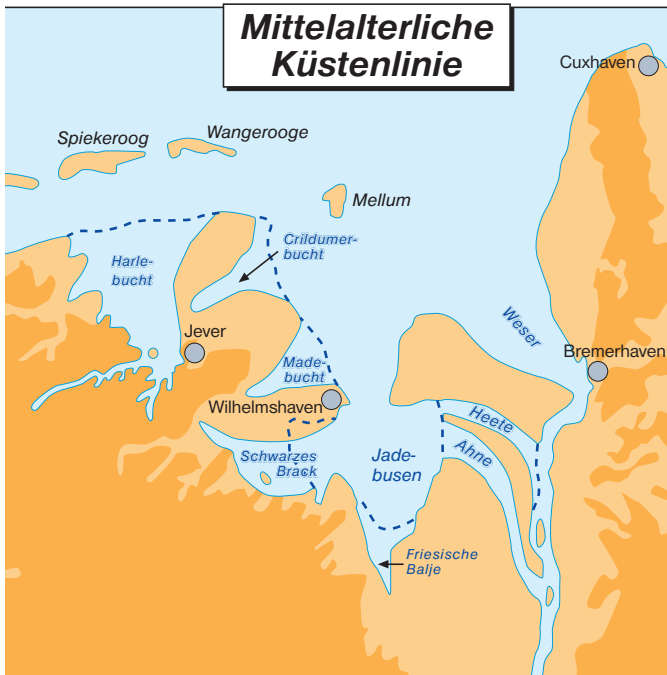 Mittelalterliche
Küstenlinie
Cuxhaven
Spiekeroog
Wangerooge
Mellum
Crildumer-
bucht
Harle-
bucht
Weser
Jever
Bremerhaven
Made-
bucht
Wilhelmshaven
Heete
Schwarzes
Brack
Jade-
busen
Ahne
Friesische
Balje